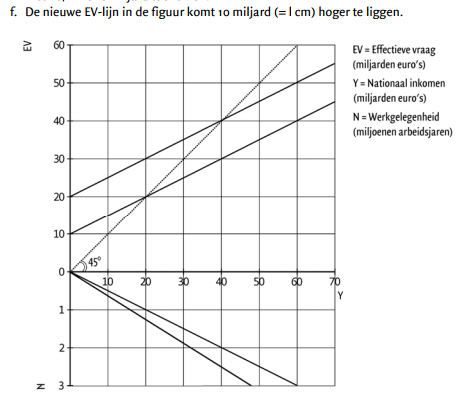 f. De nieuwe EV-lijn in de figuur komt 10 miljard (= 1 cm) hoger te liggen.
EV
60
50
40
30
20
10
0
1
2
3
N
45°
10 20 30 40 50 60 70
Y
EV = Effectieve vraag
(miljarden euro's)
Y = Nationaal inkomen
(miljarden euro's)
N = Werkgelegenheid
(miljoenen arbeidsjaren)